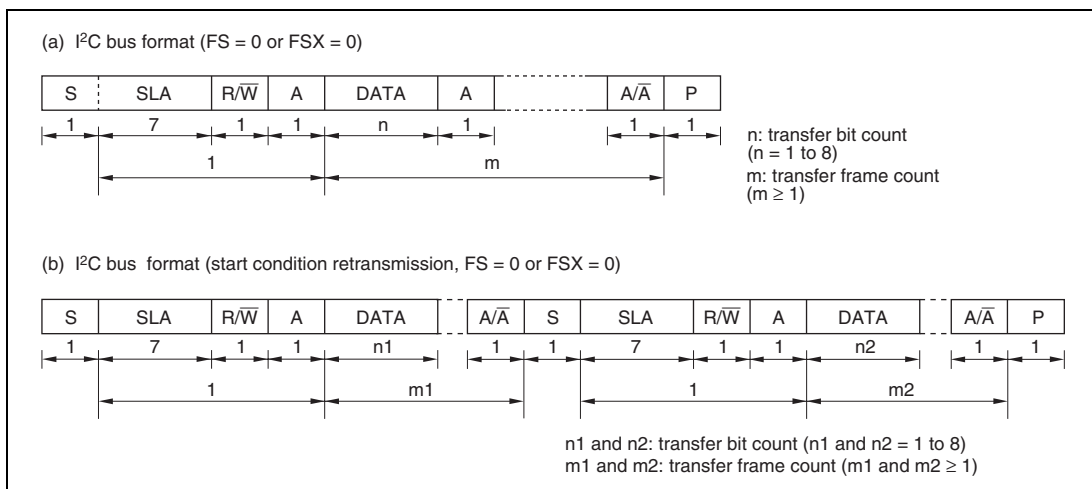 (a) I²C bus format (FS = 0 or FSX = 0)
S SLA R/W̅ A DATA A A/A̅ P
1 7 1 1 n 1 1 1
1 m
n: transfer bit count
(n = 1 to 8)
m: transfer frame count
(m ≥ 1)
(b) I²C bus format (start condition retransmission, FS = 0 or FSX = 0)
S SLA R/W̅ A DATA A/A̅ S SLA R/W̅ A DATA A/A̅ P
1 7 1 1 n1 1 1 7 1 1 n2 1 1
1 m1 1 m2
n1 and n2: transfer bit count (n1 and n2 = 1 to 8)
m1 and m2: transfer frame count (m1 and m2 ≥ 1)